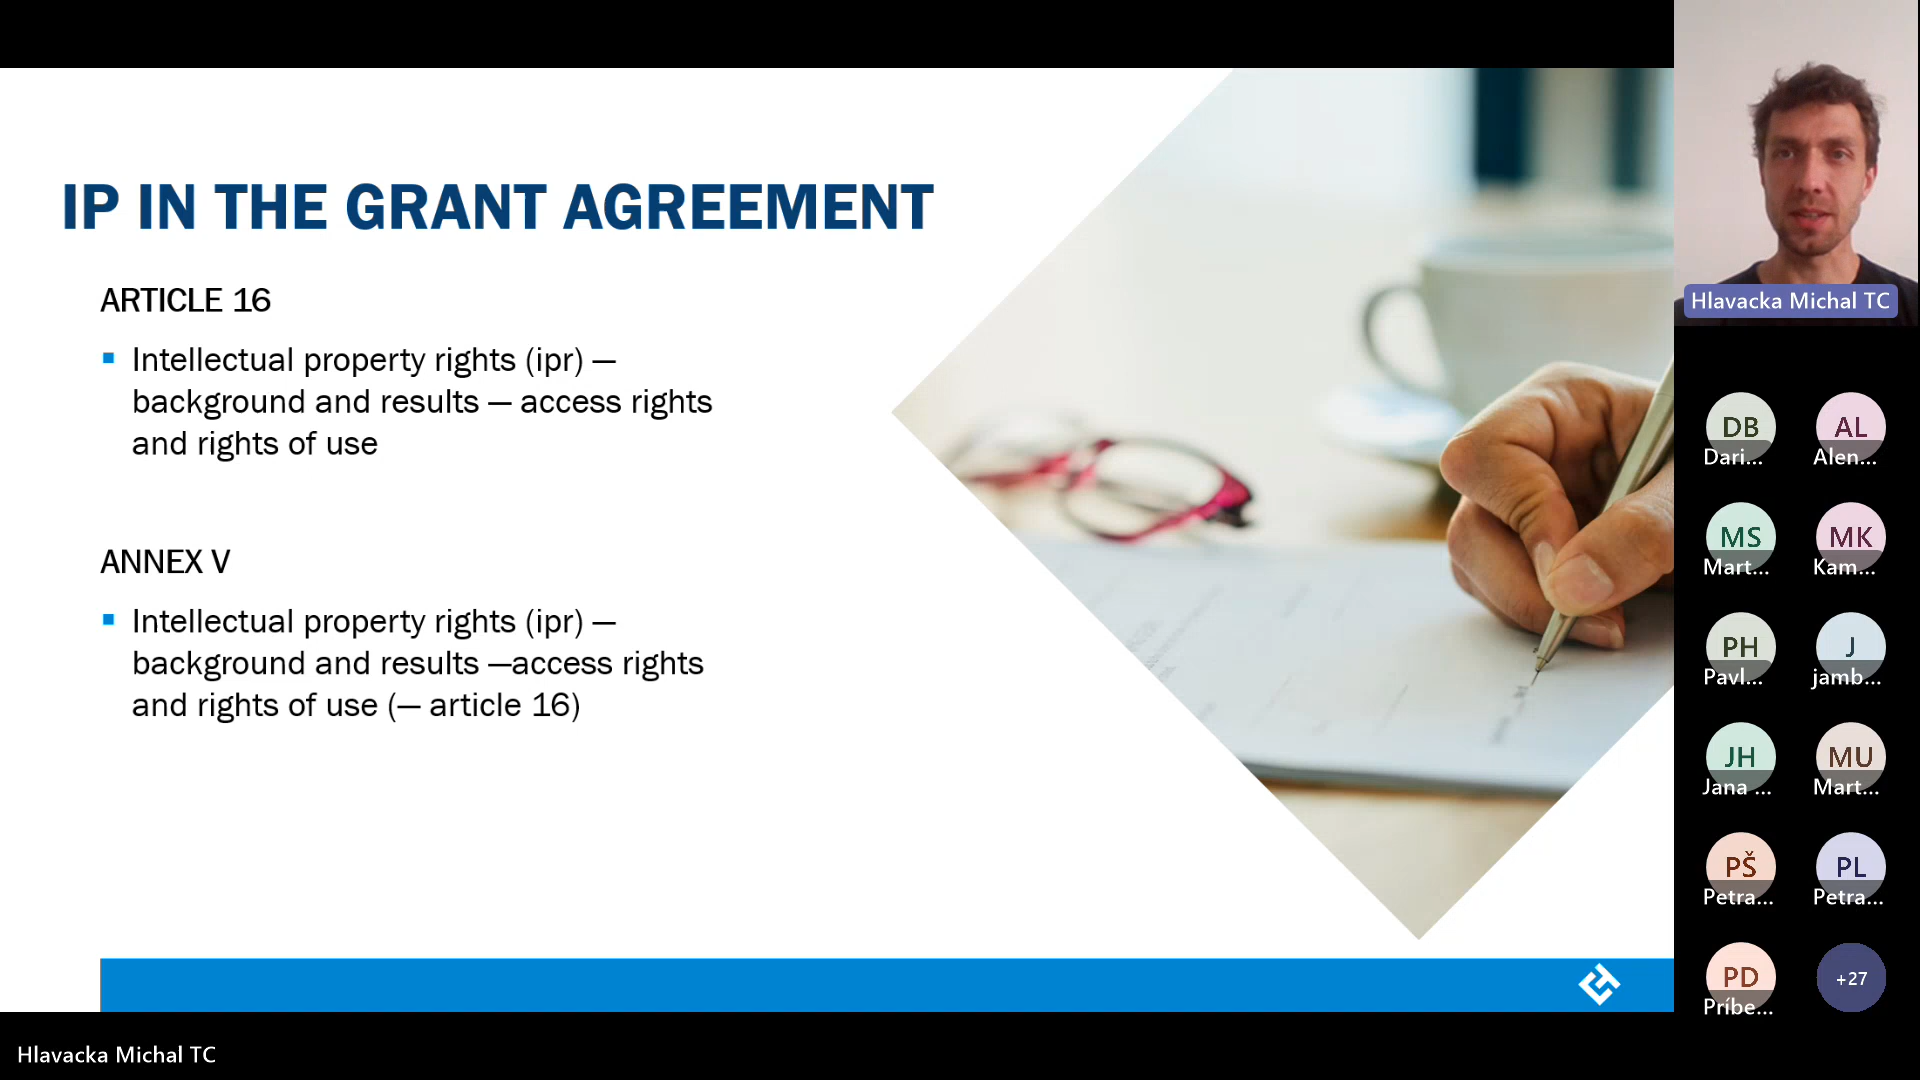 IP IN THE GRANT AGREEMENT
ARTICLE 16
Intellectual property rights (ipr) —
background and results — access rights
and rights of use
ANNEX V
Intellectual property rights (ipr) —
background and results —access rights
and rights of use (— article 16)
Hlavacka Michal TC
DB
Dari...
AL
Alen...
MS
Mart...
MK
Kam...
PH
Pavl...
J
jamb...
JH
Jana ...
MU
Mart...
PŠ
Petra...
PL
Petra...
PD
Príbe...
+27
Hlavacka Michal TC